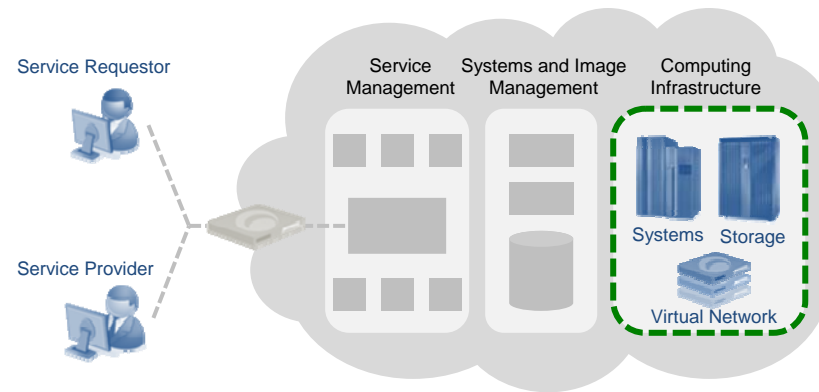 Service Requestor
Service Provider
Service
Management
Systems and Image
Management
Computing
Infrastructure
Systems
Storage
Virtual Network